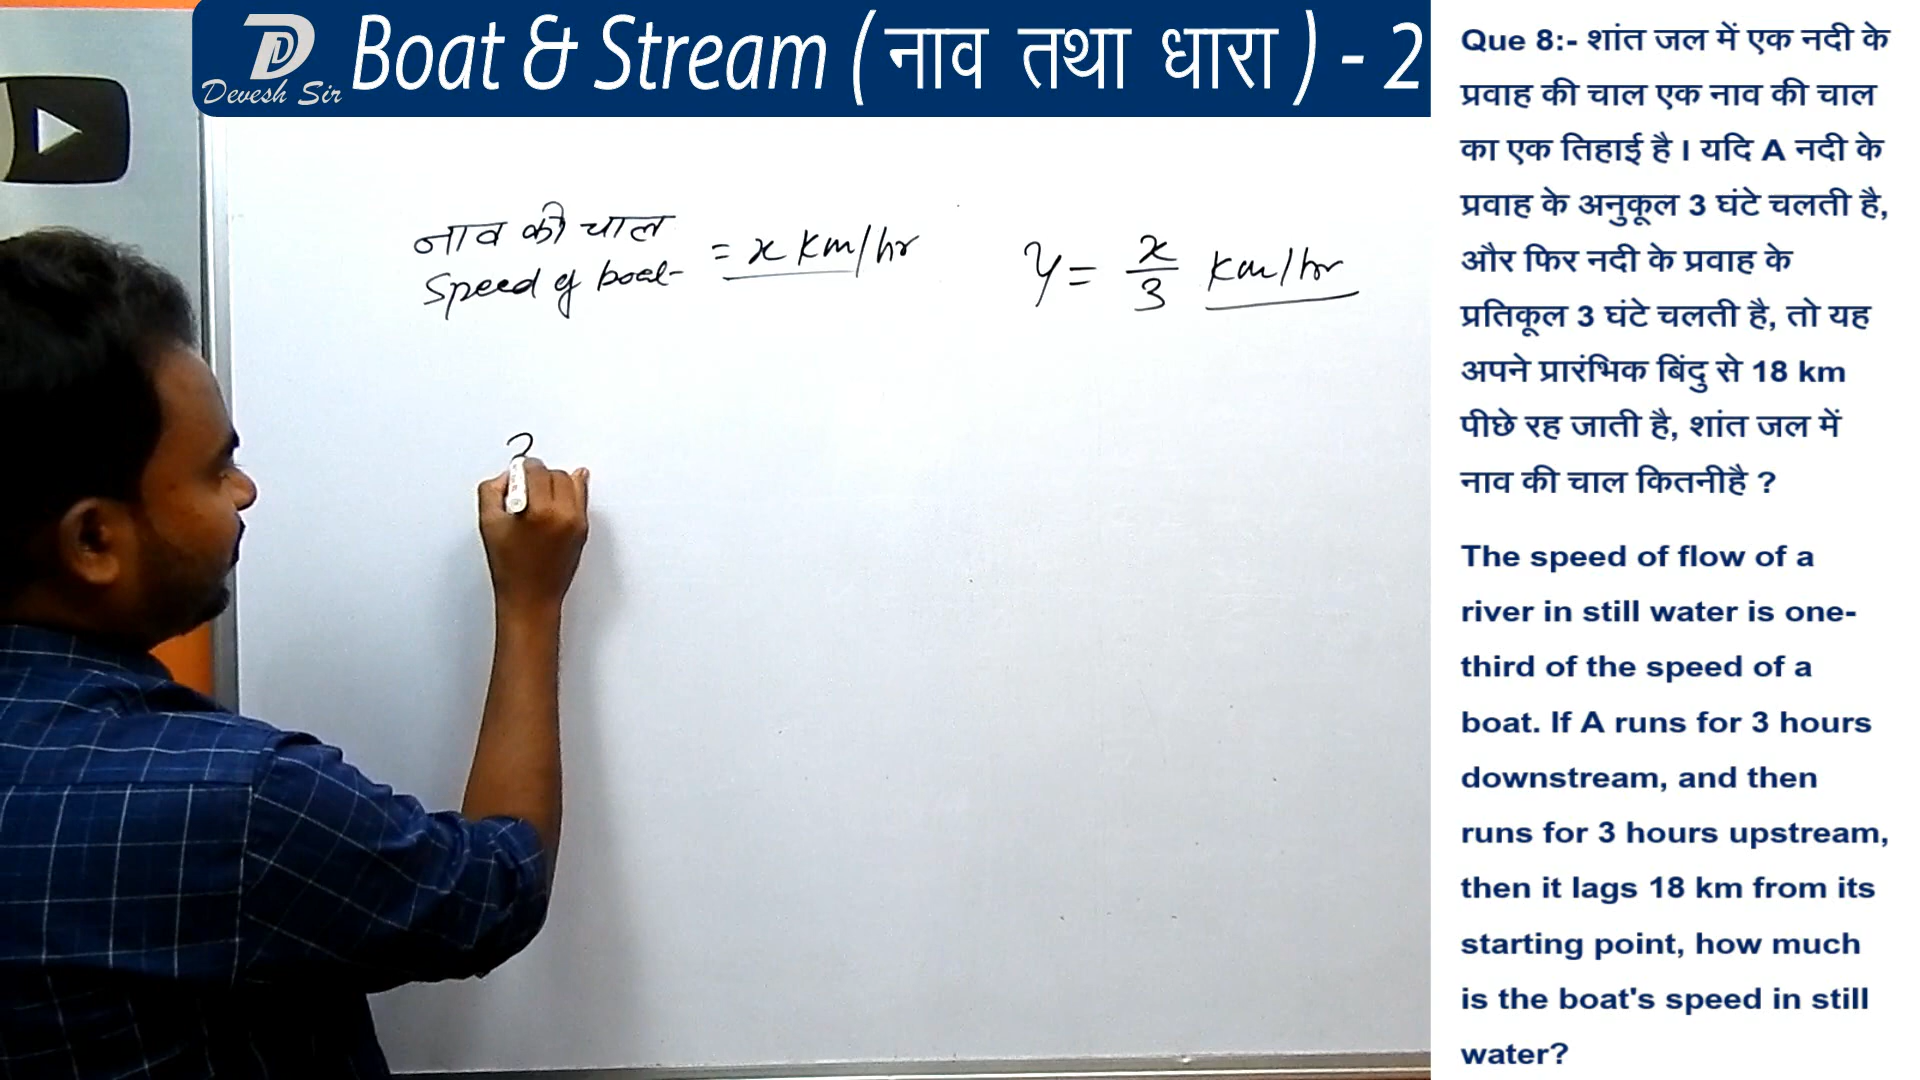 Devesh Sir
Boat & Stream ( नाव तथा धारा ) - 2
नाव की चाल
Speed of boat
= x km/hr
y = x/3 km/hr
2
Que 8:- शांत जल में एक नदी के
प्रवाह की चाल एक नाव की चाल
का एक तिहाई है । यदि A नदी के
प्रवाह के अनुकूल 3 घंटे चलती है,
और फिर नदी के प्रवाह के
प्रतिकूल 3 घंटे चलती है, तो यह
अपने प्रारंभिक बिंदु से 18 km
पीछे रह जाती है, शांत जल में
नाव की चाल कितनीहै ?
The speed of flow of a
river in still water is one-
third of the speed of a
boat. If A runs for 3 hours
downstream, and then
runs for 3 hours upstream,
then it lags 18 km from its
starting point, how much
is the boat's speed in still
water?